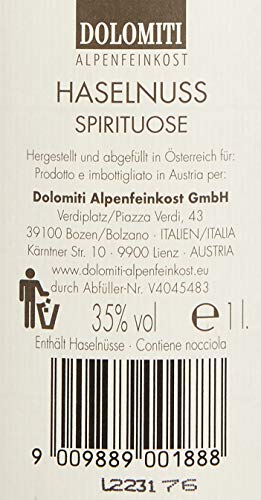 DOLOMITI
ALPENFEINKOST
HASELNUSS
SPIRITUOSE
Hergestellt und abgefüllt in Österreich für:
Prodotto e imbottigliato in Austria per:
Dolomiti Alpenfeinkost GmbH
Verdiplatz/Piazza Verdi, 43
39100 Bozen/Bolzano - ITALIEN/ITALIA
Kärntner Str. 10 - 9900 Lienz - AUSTRIA
www.dolomiti-alpenfeinkost.eu
durch Abfüller-Nr. V4045483
35% vol e 1 l.
Enthält Haselnüsse - Contiene nocciola
9 009889 001888
L223176